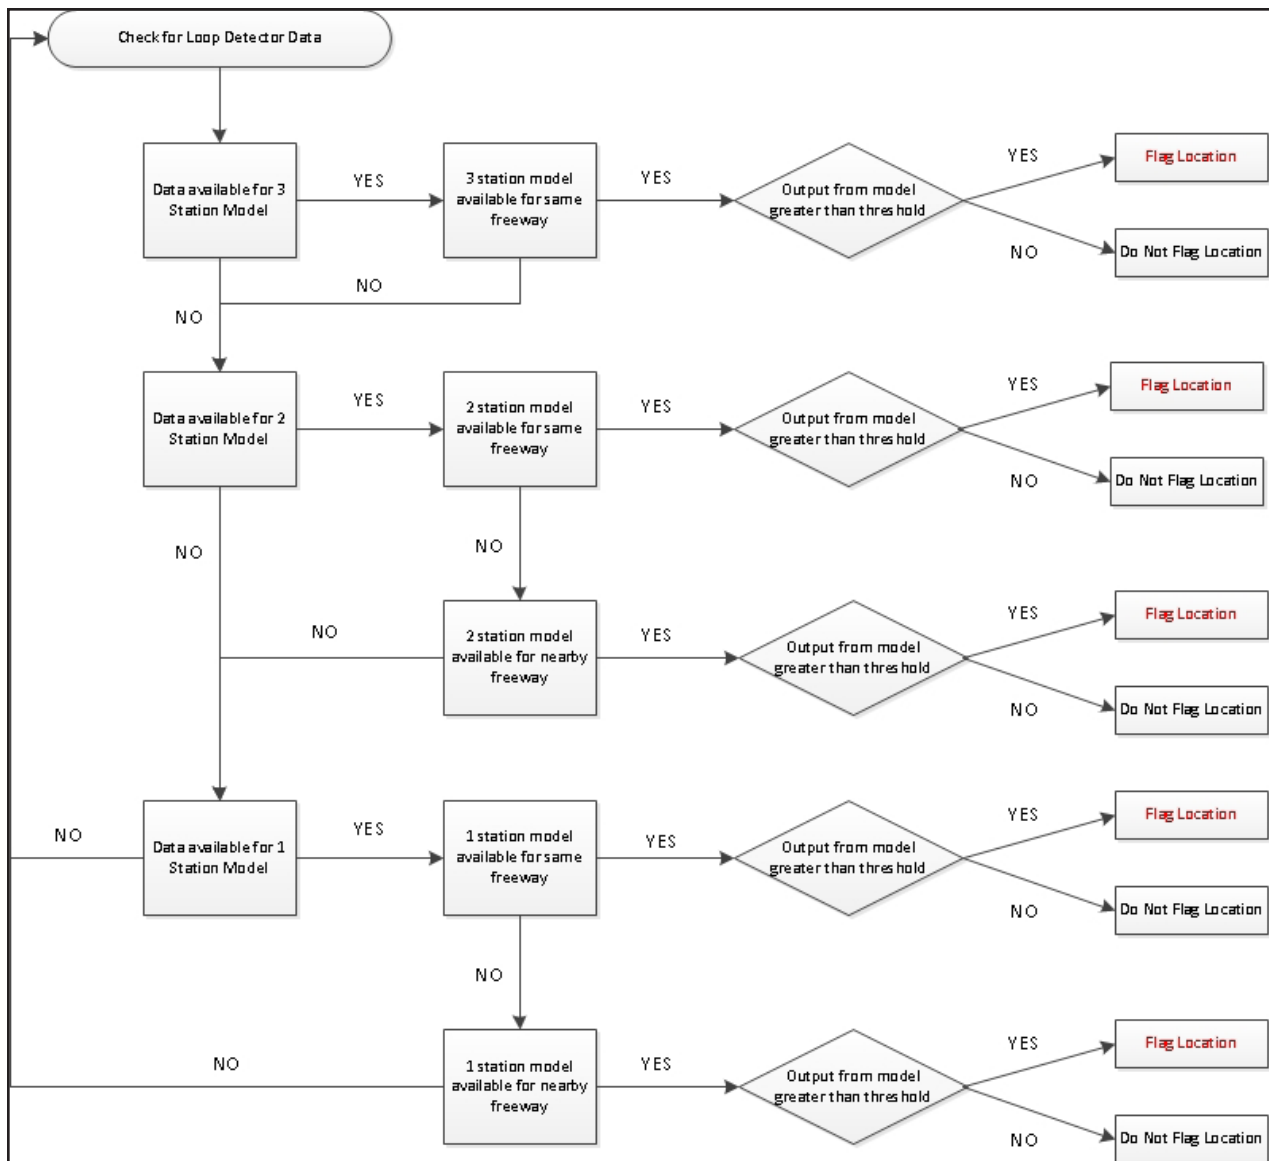 Check for Loop Detector Data
Data available for 3
Station Model
YES
3 station model
available for same
freeway
YES
Output from model
greater than threshold
YES
Flag Location
NO
Do Not Flag Location
NO
NO
Data available for 2
Station Model
YES
2 station model
available for same
freeway
YES
Output from model
greater than threshold
YES
Flag Location
NO
Do Not Flag Location
NO
NO
2 station model
available for nearby
freeway
NO
YES
Output from model
greater than threshold
YES
Flag Location
NO
Do Not Flag Location
NO
Data available for 1
Station Model
YES
1 station model
available for same
freeway
YES
Output from model
greater than threshold
YES
Flag Location
NO
Do Not Flag Location
NO
NO
1 station model
available for nearby
freeway
YES
Output from model
greater than threshold
YES
Flag Location
NO
Do Not Flag Location